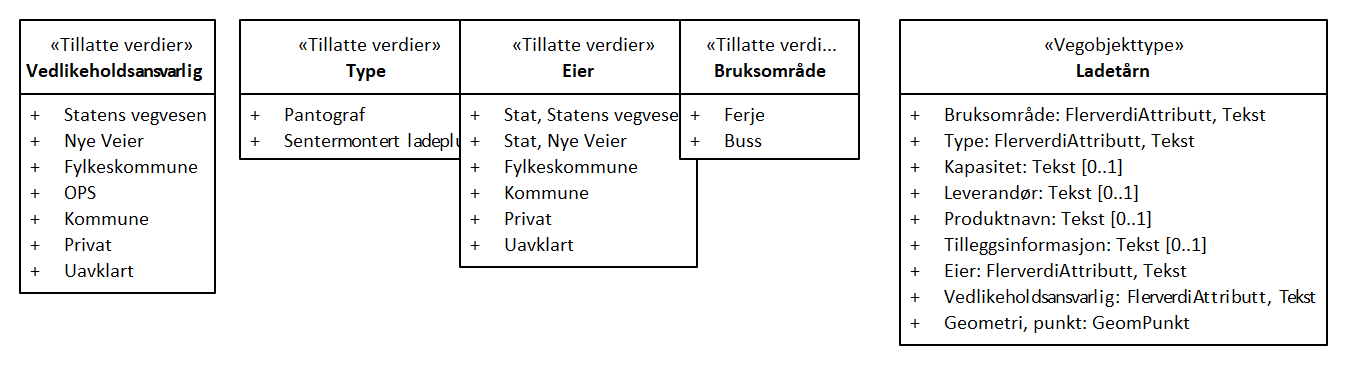 «Tillatte verdier»
Vedlikeholdsansvarlig
+ Statens vegvesen
+ Nye Veier
+ Fylkeskommune
+ OPS
+ Kommune
+ Privat
+ Uavklart
«Tillatte verdier»
Type
+ Pantograf
+ Sentermontert
«Tillatte verdier»
Eier
+ Stat, Statens
+ Stat, Nye Veier
+ Fylkeskommune
+ Kommune
+ Privat
+ Uavklart
«Tillatte verdi...
Bruksområde
+ Ferje
+ Buss
«Vegobjekttype»
Ladetårn
+ Bruksområde: FlerverdiAttributt, Tekst
+ Type: FlerverdiAttributt, Tekst
+ Kapasitet: Tekst [0..1]
+ Leverandør: Tekst [0..1]
+ Produktnavn: Tekst [0..1]
+ Tilleggsinformasjon: Tekst [0..1]
+ Eier: FlerverdiAttributt, Tekst
+ Vedlikeholdsansvarlig: FlerverdiAttributt, Tekst
+ Geometri, punkt: GeomPunkt